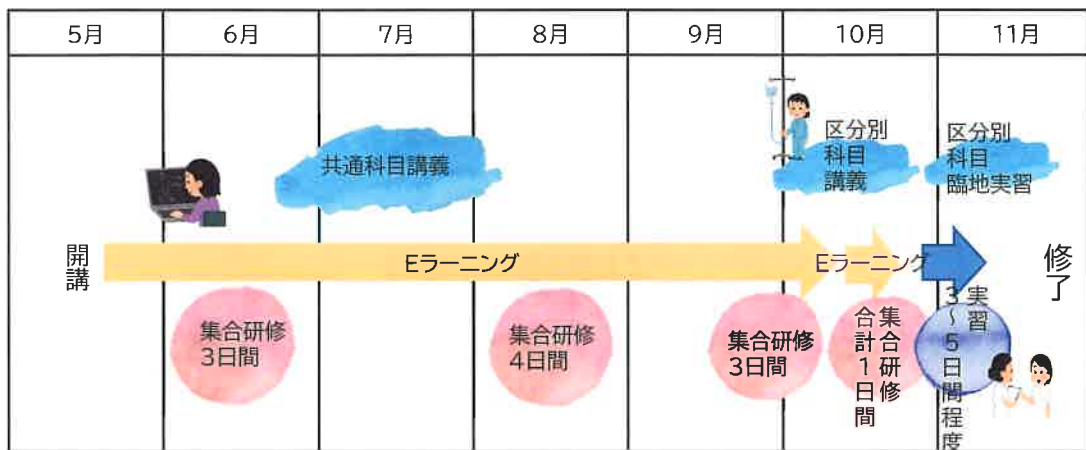 5月
6月
7月
8月
9月
10月
11月
共通科目講義
区分別
科目
講義
区分別
科目
臨地実習
開講
Eラーニング
Eラーニング
修了
集合研修
3日間
集合研修
4日間
集合研修
3日間
集合研修
合計1日間
実習
3~5日間程度